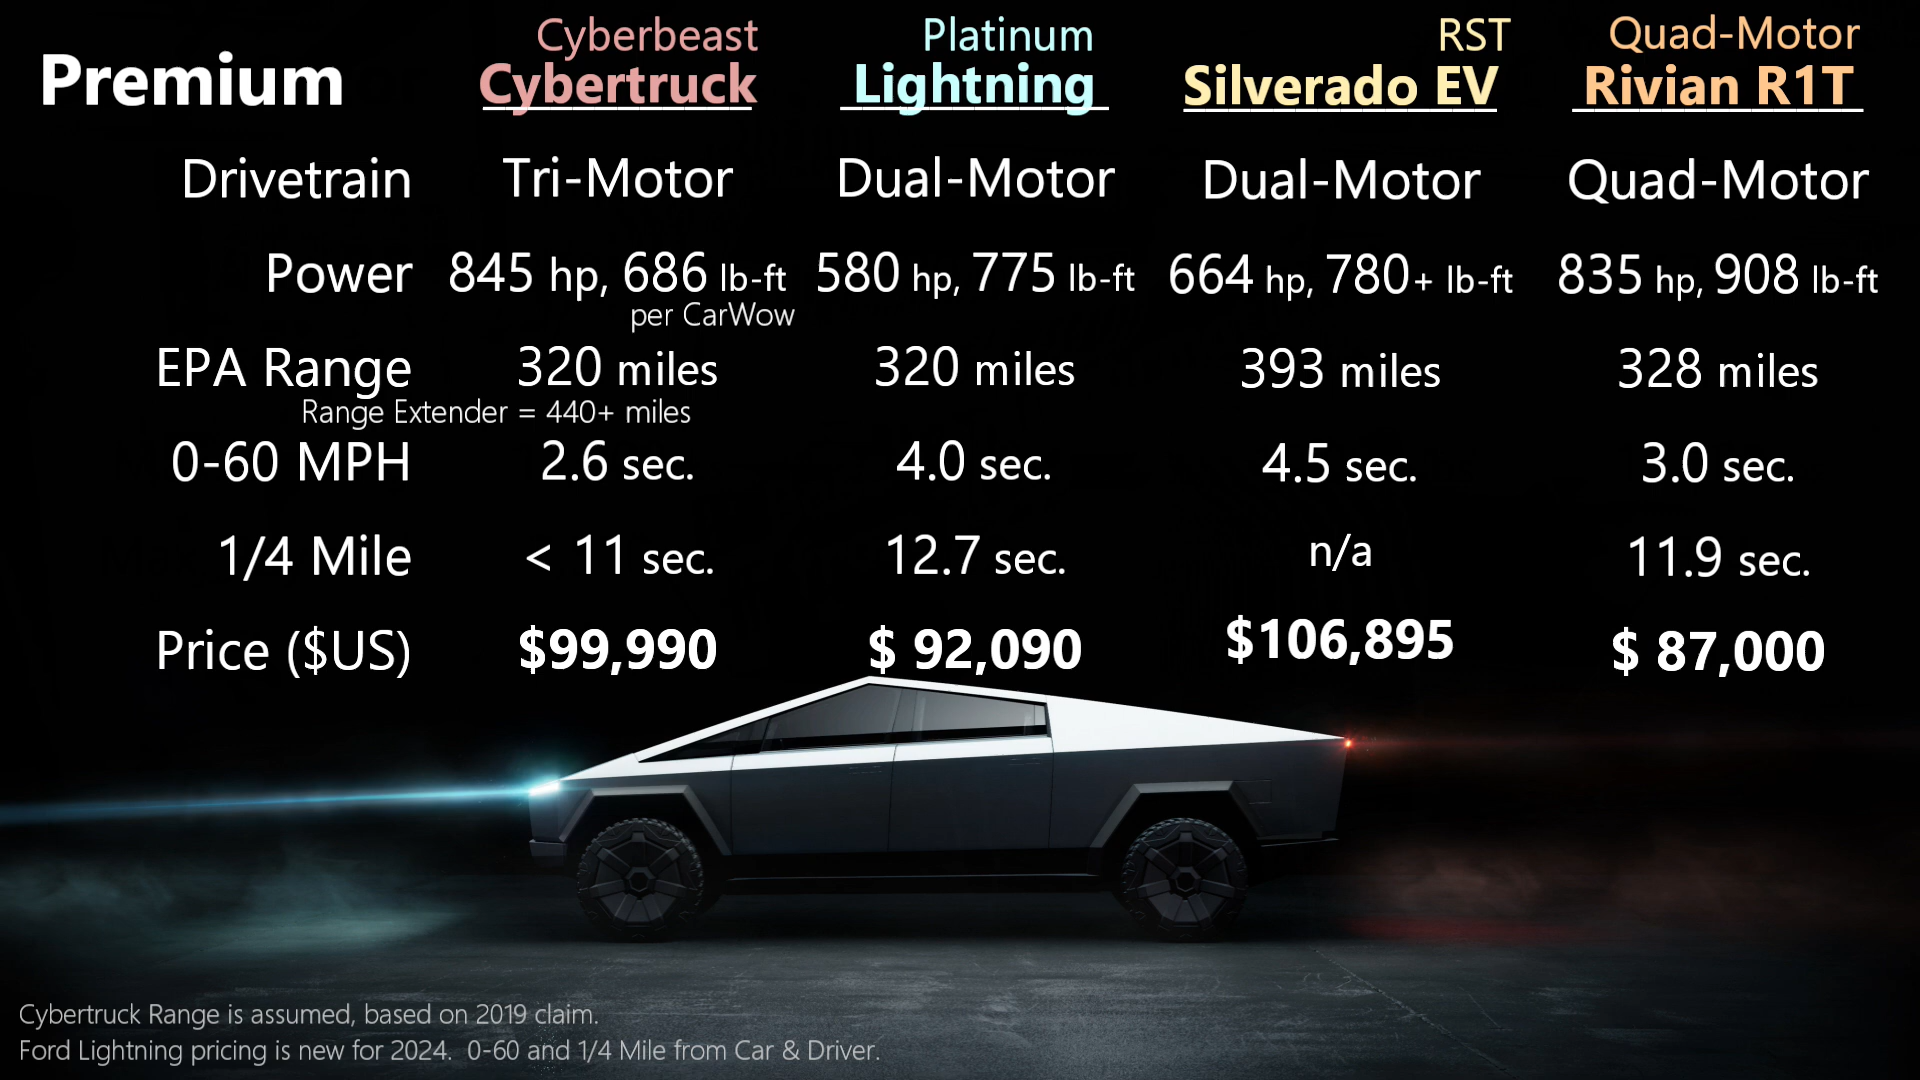 Premium
Cyberbeast Platinum RST Quad-Motor
Cybertruck Lightning Silverado EV Rivian R1T
Drivetrain Tri-Motor Dual-Motor Dual-Motor Quad-Motor
Power 845 hp, 686 lb-ft 580 hp, 775 lb-ft 664 hp, 780+ lb-ft 835 hp, 908 lb-ft
per CarWow
EPA Range 320 miles 320 miles 393 miles 328 miles
Range Extender = 440+ miles
0-60 MPH 2.6 sec. 4.0 sec. 4.5 sec. 3.0 sec.
1/4 Mile < 11 sec. 12.7 sec. n/a 11.9 sec.
Price ($US) $99,990 $ 92,090 $106,895 $ 87,000
Cybertruck Range is assumed, based on 2019 claim.
Ford Lightning pricing is new for 2024. 0-60 and 1/4 Mile from Car & Driver.